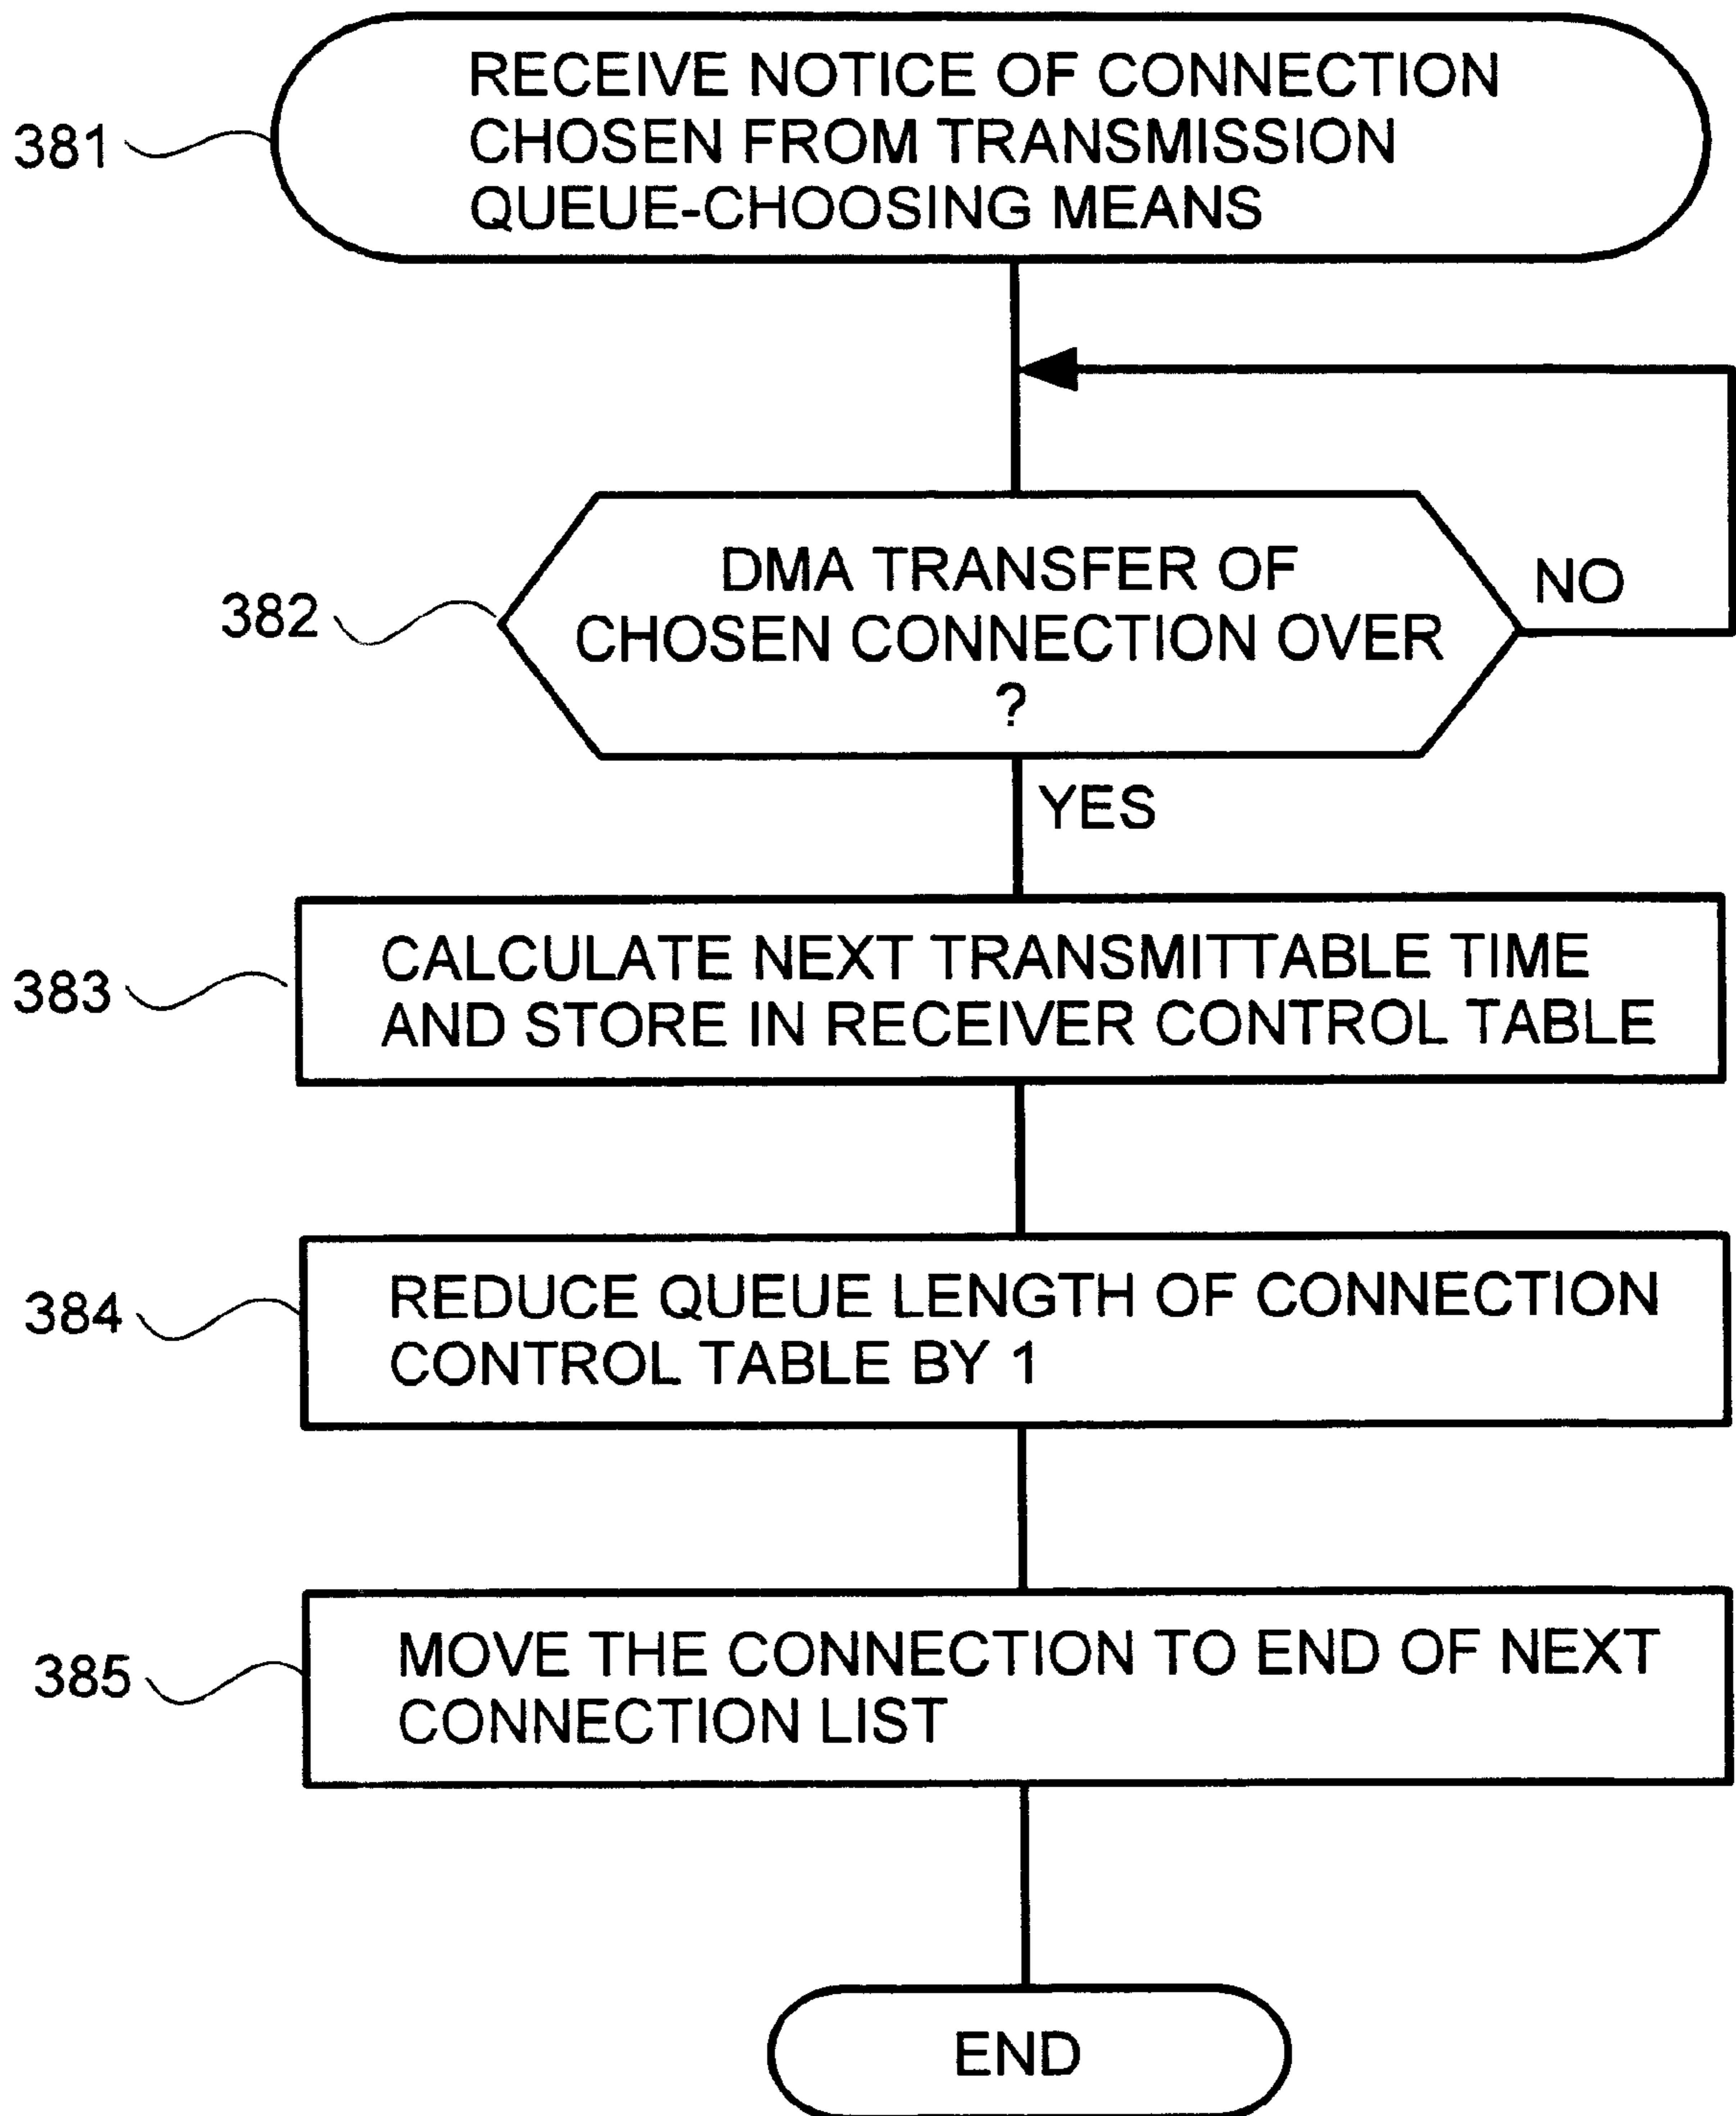 RECEIVE NOTICE OF CONNECTION
CHOSEN FROM TRANSMISSION
QUEUE-CHOOSING MEANS
381
DMA TRANSFER OF
CHOSEN CONNECTION OVER
?
NO
382
YES
CALCULATE NEXT TRANSMITTABLE TIME
AND STORE IN RECEIVER CONTROL TABLE
383
REDUCE QUEUE LENGTH OF CONNECTION
CONTROL TABLE BY 1
384
MOVE THE CONNECTION TO END OF NEXT
CONNECTION LIST
385
END